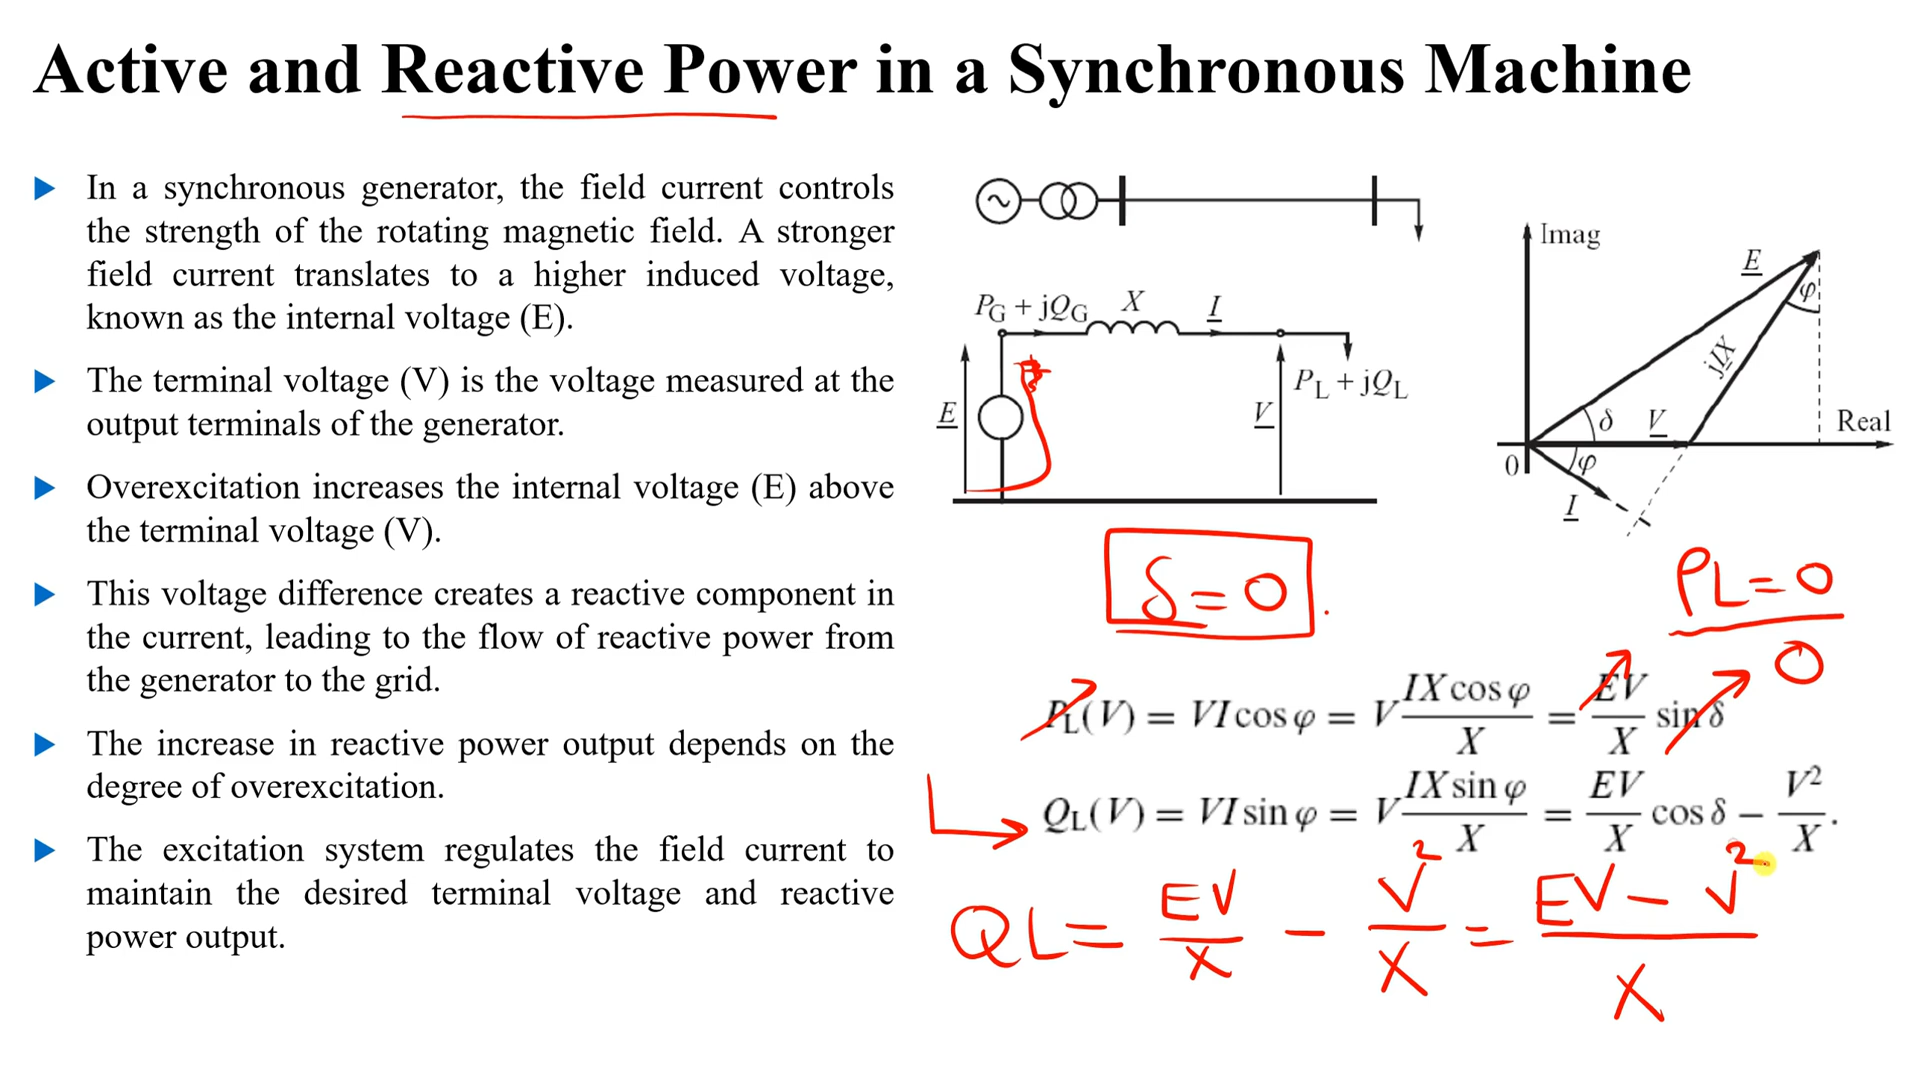 Active and Reactive Power in a Synchronous Machine
In a synchronous generator, the field current controls
the strength of the rotating magnetic field. A stronger
field current translates to a higher induced voltage,
known as the internal voltage (E).
The terminal voltage (V) is the voltage measured at the
output terminals of the generator.
Overexcitation increases the internal voltage (E) above
the terminal voltage (V).
This voltage difference creates a reactive component in
the current, leading to the flow of reactive power from
the generator to the grid.
The increase in reactive power output depends on the
degree of overexcitation.
The excitation system regulates the field current to
maintain the desired terminal voltage and reactive
power output.
P_G + jQ_G X I
E V P_L + jQ_L
Imag
E
φ
jIX
δ V Real
0 φ
I
δ = 0
PL = 0
0
P_L(V) = VI cos φ = V (IX cos φ)/X = (EV/X) sin δ
Q_L(V) = VI sin φ = V (IX sin φ)/X = (EV/X) cos δ − V²/X.
QL = EV/X − V²/X = (EV − V²)/X